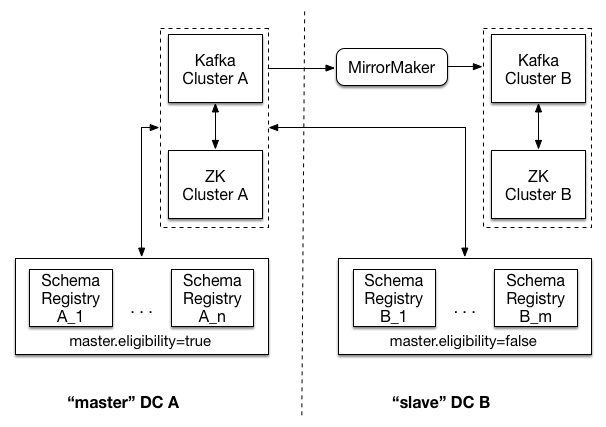 Kafka
Cluster A
MirrorMaker
Kafka
Cluster B
ZK
Cluster A
ZK
Cluster B
Schema
Registry
A_1
. . .
Schema
Registry
A_n
master.eligibility=true
Schema
Registry
B_1
. . .
Schema
Registry
B_m
master.eligibility=false
“master” DC A
“slave” DC B